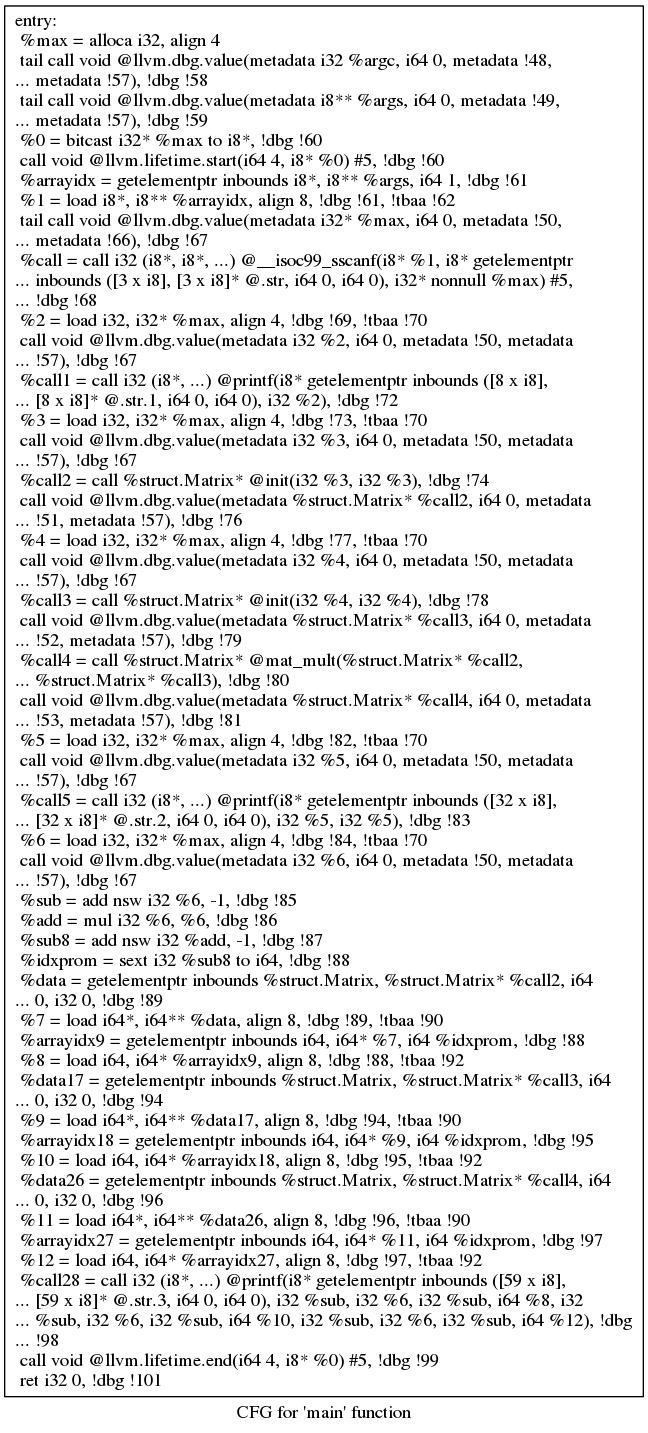 entry:
%max = alloca i32, align 4
tail call void @llvm.dbg.value(metadata i32 %argc, i64 0, metadata !48,
... metadata !57), !dbg !58
tail call void @llvm.dbg.value(metadata i8** %args, i64 0, metadata !49,
... metadata !57), !dbg !59
%0 = bitcast i32* %max to i8*, !dbg !60
call void @llvm.lifetime.start(i64 4, i8* %0) #5, !dbg !60
%arrayidx = getelementptr inbounds i8*, i8** %args, i64 1, !dbg !61
%1 = load i8*, i8** %arrayidx, align 8, !dbg !61, !tbaa !62
tail call void @llvm.dbg.value(metadata i32* %max, i64 0, metadata !50,
... metadata !66), !dbg !67
%call = call i32 (i8*, i8*, ...) @__isoc99_sscanf(i8* %1, i8* getelementptr
... inbounds ([3 x i8], [3 x i8]* @.str, i64 0, i64 0), i32* nonnull %max) #5,
... !dbg !68
%2 = load i32, i32* %max, align 4, !dbg !69, !tbaa !70
call void @llvm.dbg.value(metadata i32 %2, i64 0, metadata !50, metadata
... !57), !dbg !67
%call1 = call i32 (i8*, ...) @printf(i8* getelementptr inbounds ([8 x i8],
... [8 x i8]* @.str.1, i64 0, i64 0), i32 %2), !dbg !72
%3 = load i32, i32* %max, align 4, !dbg !73, !tbaa !70
call void @llvm.dbg.value(metadata i32 %3, i64 0, metadata !50, metadata
... !57), !dbg !67
%call2 = call %struct.Matrix* @init(i32 %3, i32 %3), !dbg !74
call void @llvm.dbg.value(metadata %struct.Matrix* %call2, i64 0, metadata
... !51, metadata !57), !dbg !76
%4 = load i32, i32* %max, align 4, !dbg !77, !tbaa !70
call void @llvm.dbg.value(metadata i32 %4, i64 0, metadata !50, metadata
... !57), !dbg !67
%call3 = call %struct.Matrix* @init(i32 %4, i32 %4), !dbg !78
call void @llvm.dbg.value(metadata %struct.Matrix* %call3, i64 0, metadata
... !52, metadata !57), !dbg !79
%call4 = call %struct.Matrix* @mat_mult(%struct.Matrix* %call2,
... %struct.Matrix* %call3), !dbg !80
call void @llvm.dbg.value(metadata %struct.Matrix* %call4, i64 0, metadata
... !53, metadata !57), !dbg !81
%5 = load i32, i32* %max, align 4, !dbg !82, !tbaa !70
call void @llvm.dbg.value(metadata i32 %5, i64 0, metadata !50, metadata
... !57), !dbg !67
%call5 = call i32 (i8*, ...) @printf(i8* getelementptr inbounds ([32 x i8],
... [32 x i8]* @.str.2, i64 0, i64 0), i32 %5, i32 %5), !dbg !83
%6 = load i32, i32* %max, align 4, !dbg !84, !tbaa !70
call void @llvm.dbg.value(metadata i32 %6, i64 0, metadata !50, metadata
... !57), !dbg !67
%sub = add nsw i32 %6, -1, !dbg !85
%add = mul i32 %6, %6, !dbg !86
%sub8 = add nsw i32 %add, -1, !dbg !87
%idxprom = sext i32 %sub8 to i64, !dbg !88
%data = getelementptr inbounds %struct.Matrix, %struct.Matrix* %call2, i64
... 0, i32 0, !dbg !89
%7 = load i64*, i64** %data, align 8, !dbg !89, !tbaa !90
%arrayidx9 = getelementptr inbounds i64, i64* %7, i64 %idxprom, !dbg !88
%8 = load i64, i64* %arrayidx9, align 8, !dbg !88, !tbaa !92
%data17 = getelementptr inbounds %struct.Matrix, %struct.Matrix* %call3, i64
... 0, i32 0, !dbg !94
%9 = load i64*, i64** %data17, align 8, !dbg !94, !tbaa !90
%arrayidx18 = getelementptr inbounds i64, i64* %9, i64 %idxprom, !dbg !95
%10 = load i64, i64* %arrayidx18, align 8, !dbg !95, !tbaa !92
%data26 = getelementptr inbounds %struct.Matrix, %struct.Matrix* %call4, i64
... 0, i32 0, !dbg !96
%11 = load i64*, i64** %data26, align 8, !dbg !96, !tbaa !90
%arrayidx27 = getelementptr inbounds i64, i64* %11, i64 %idxprom, !dbg !97
%12 = load i64, i64* %arrayidx27, align 8, !dbg !97, !tbaa !92
%call28 = call i32 (i8*, ...) @printf(i8* getelementptr inbounds ([59 x i8],
... [59 x i8]* @.str.3, i64 0, i64 0), i32 %sub, i32 %6, i32 %sub, i64 %8, i32
... %sub, i32 %6, i32 %sub, i64 %10, i32 %sub, i32 %6, i32 %sub, i64 %12), !dbg
... !98
call void @llvm.lifetime.end(i64 4, i8* %0) #5, !dbg !99
ret i32 0, !dbg !101
CFG for 'main' function